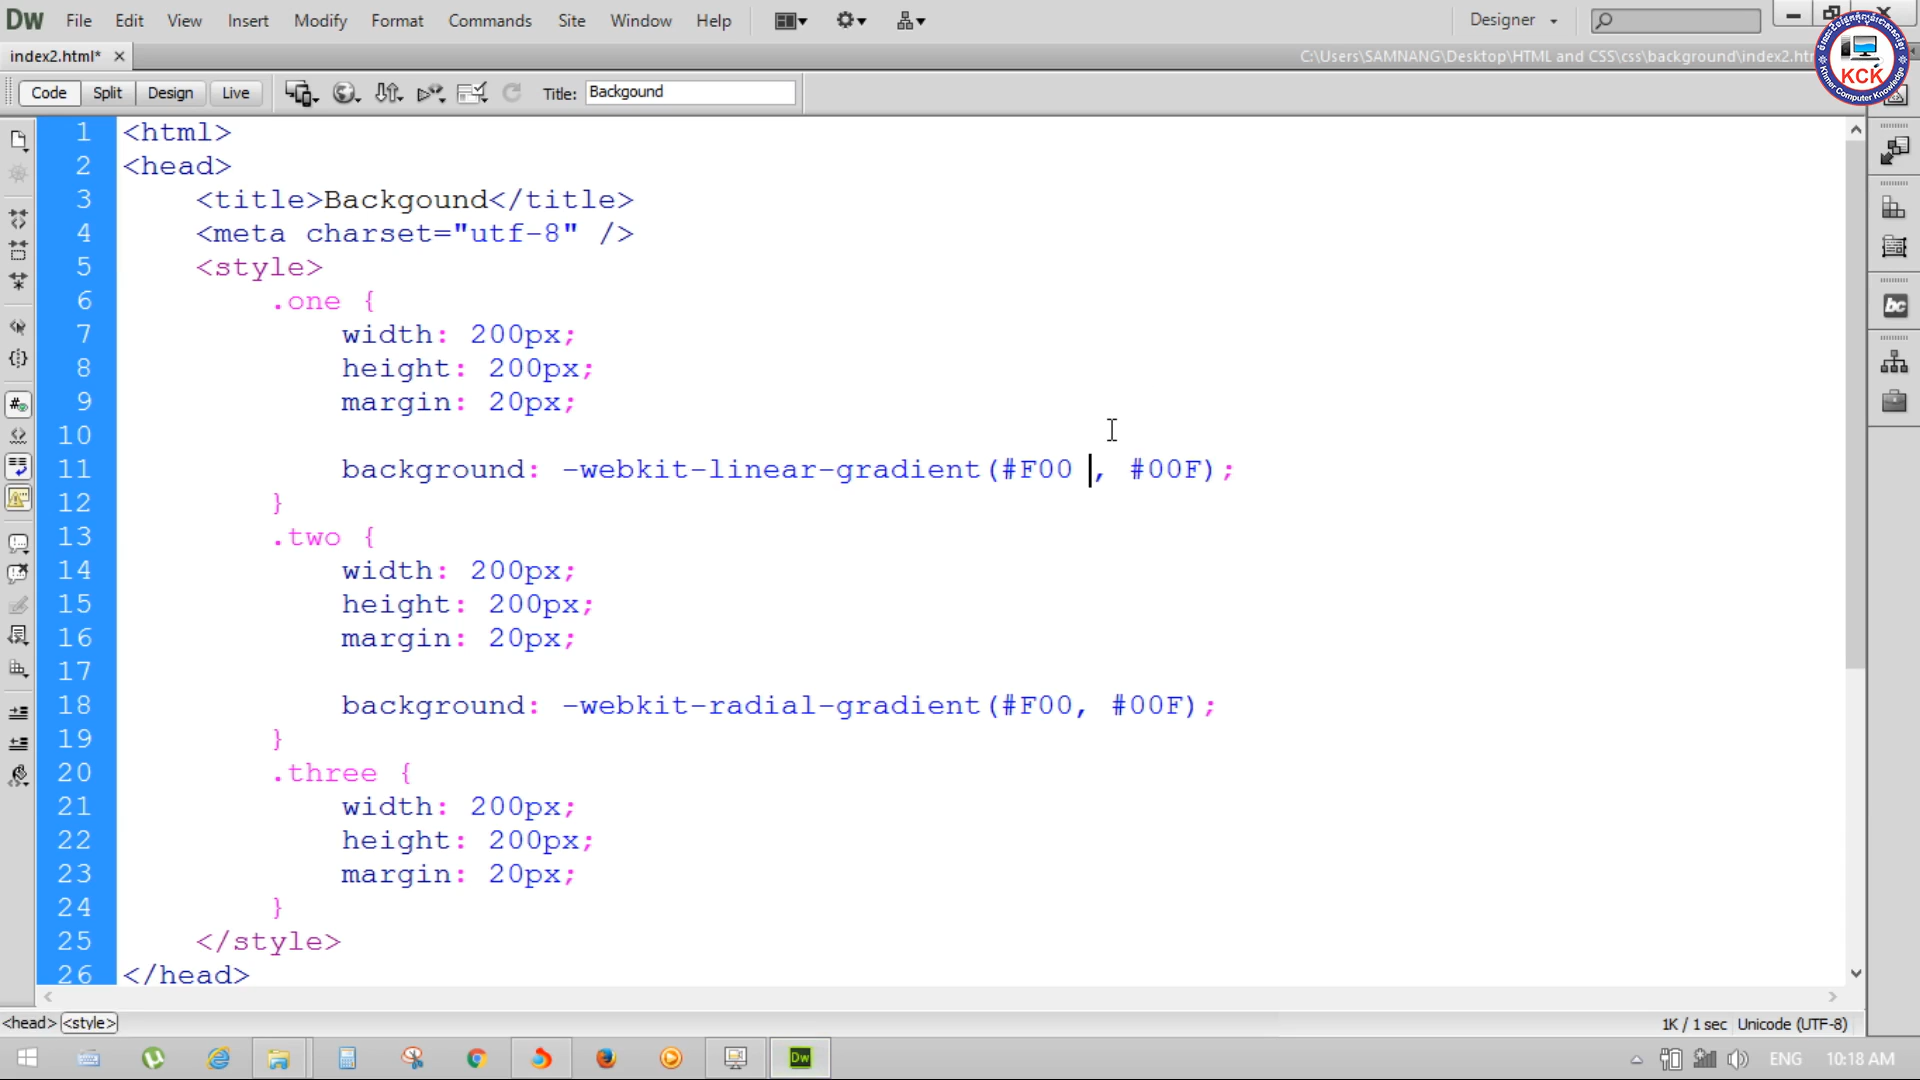 Dw File Edit View Insert Modify Format Commands Site Window Help Designer
index2.html* C:\Users\SAMNANG\Desktop\HTML and CSS\css\background\index2.h
KCK
Code Split Design Live Title: Backgound
1 <html>
2 <head>
3 <title>Backgound</title>
4 <meta charset="utf-8" />
5 <style>
6 .one {
7 width: 200px;
8 height: 200px;
9 margin: 20px;
10
11 background: -webkit-linear-gradient(#F00 , #00F);
12 }
13 .two {
14 width: 200px;
15 height: 200px;
16 margin: 20px;
17
18 background: -webkit-radial-gradient(#F00, #00F);
19 }
20 .three {
21 width: 200px;
22 height: 200px;
23 margin: 20px;
24 }
25 </style>
26 </head>
<head> <style> 1K / 1 sec Unicode (UTF-8)
Dw ENG 10:18 AM